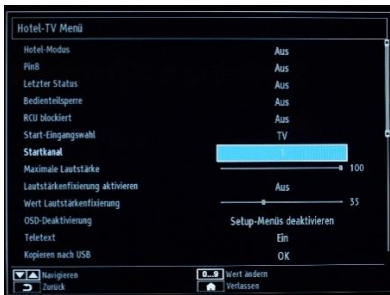 Hotel-TV Menü
Hotel-Modus Aus
Pin8 Aus
Letzter Status Aus
Bedienteilsperre Aus
RCU blockiert Aus
Start-Eingangswahl TV
Startkanal 1
Maximale Lautstärke 100
Lautstärkenfixierung aktivieren Aus
Wert Lautstärkenfixierung 35
OSD-Deaktivierung Setup-Menüs deaktivieren
Teletext Ein
Kopieren nach USB OK
Navigieren 0...9 Wert ändern
Zurück Verlassen